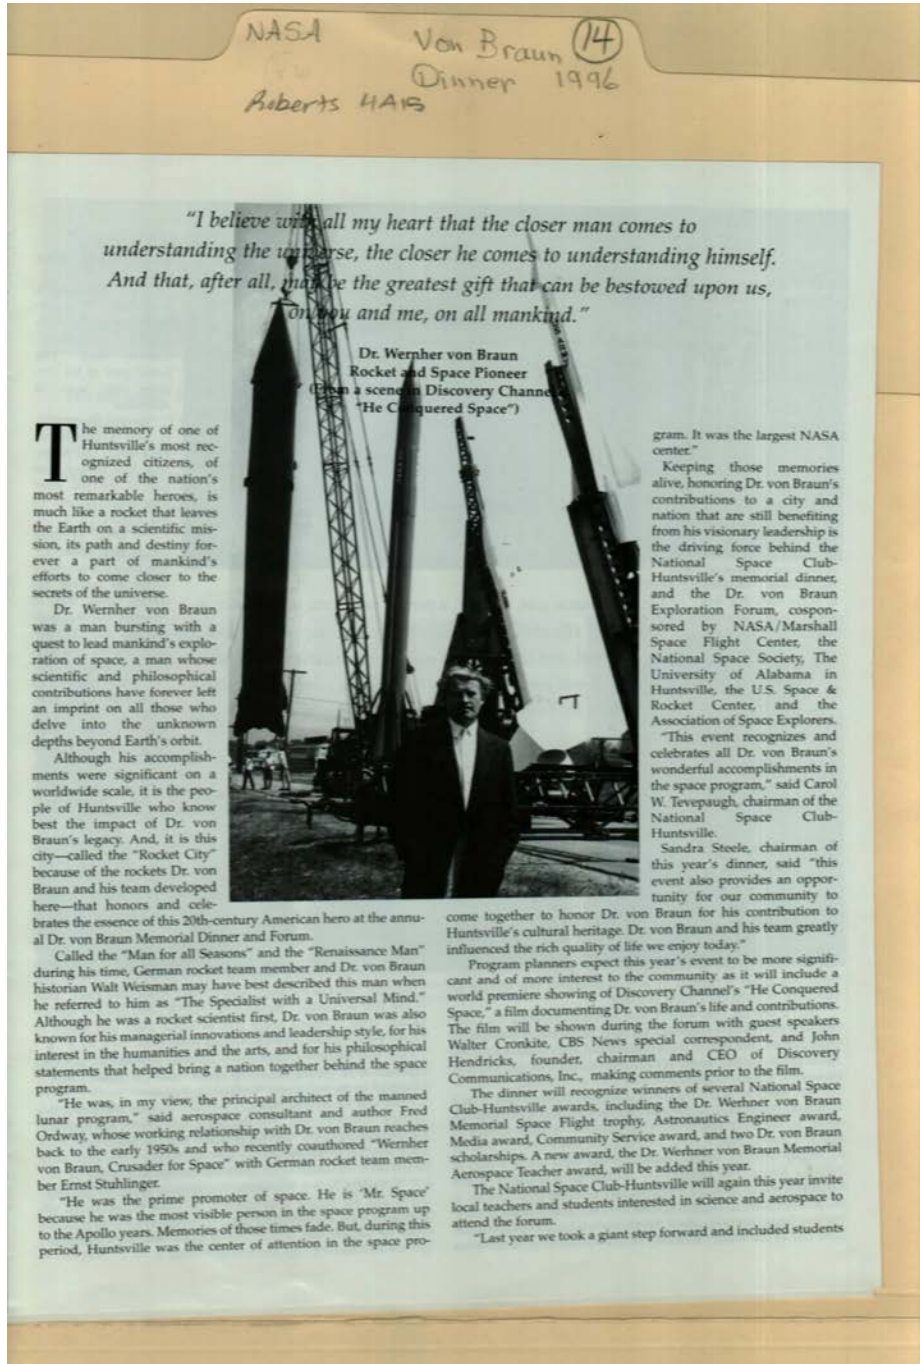 NASA
Von Braun 14
Dinner 1996
Roberts 4A15
"I believe with all my heart that the closer man comes to
understanding the universe, the closer he comes to understanding himself.
And that, after all, may be the greatest gift that can be bestowed upon us,
on you and me, on all mankind."
Dr. Wernher von Braun
Rocket and Space Pioneer
(From a scene in Discovery Channel
"He Conquered Space")
The memory of one of
Huntsville's most rec-
ognized citizens, of
one of the nation's
most remarkable heroes, is
much like a rocket that leaves
the Earth on a scientific mis-
sion, its path and destiny for-
ever a part of mankind's
efforts to come closer to the
secrets of the universe.
Dr. Wernher von Braun
was a man bursting with a
quest to lead mankind's explo-
ration of space, a man whose
scientific and philosophical
contributions have forever left
an imprint on all those who
delve into the unknown
depths beyond Earth's orbit.
Although his accomplish-
ments were significant on a
worldwide scale, it is the peo-
ple of Huntsville who know
best the impact of Dr. von
Braun's legacy. And, it is this
city—called the "Rocket City"
because of the rockets Dr. von
Braun and his team developed
here—that honors and cele-
brates the essence of this 20th-century American hero at the annu-
al Dr. von Braun Memorial Dinner and Forum.
Called the "Man for all Seasons" and the "Renaissance Man"
during his time, German rocket team member and Dr. von Braun
historian Walt Weisman may have best described this man when
he referred to him as "The Specialist with a Universal Mind."
Although he was a rocket scientist first, Dr. von Braun was also
known for his managerial innovations and leadership style, for his
interest in the humanities and the arts, and for his philosophical
statements that helped bring a nation together behind the space
program.
"He was, in my view, the principal architect of the manned
lunar program," said aerospace consultant and author Fred
Ordway, whose working relationship with Dr. von Braun reaches
back to the early 1950s and who recently coauthored "Wernher
von Braun, Crusader for Space" with German rocket team mem-
ber Ernst Stuhlinger.
"He was the prime promoter of space. He is 'Mr. Space'
because he was the most visible person in the space program up
to the Apollo years. Memories of those times fade. But, during this
period, Huntsville was the center of attention in the space pro-
gram. It was the largest NASA
center."
Keeping those memories
alive, honoring Dr. von Braun's
contributions to a city and
nation that are still benefiting
from his visionary leadership is
the driving force behind the
National Space Club-
Huntsville's memorial dinner,
and the Dr. von Braun
Exploration Forum, cospon-
sored by NASA/Marshall
Space Flight Center, the
National Space Society, The
University of Alabama in
Huntsville, the U.S. Space &
Rocket Center, and the
Association of Space Explorers.
"This event recognizes and
celebrates all Dr. von Braun's
wonderful accomplishments in
the space program," said Carol
W. Tevepaugh, chairman of the
National Space Club-
Huntsville.
Sandra Steele, chairman of
this year's dinner, said "this
event also provides an oppor-
tunity for our community to
come together to honor Dr. von Braun for his contribution to
Huntsville's cultural heritage. Dr. von Braun and his team greatly
influenced the rich quality of life we enjoy today."
Program planners expect this year's event to be more signifi-
cant and of more interest to the community as it will include a
world premiere showing of Discovery Channel's "He Conquered
Space," a film documenting Dr. von Braun's life and contributions.
The film will be shown during the forum with guest speakers
Walter Cronkite, CBS News special correspondent, and John
Hendricks, founder, chairman and CEO of Discovery
Communications, Inc., making comments prior to the film.
The dinner will recognize winners of several National Space
Club-Huntsville awards, including the Dr. Werhner von Braun
Memorial Space Flight trophy, Astronautics Engineer award,
Media award, Community Service award, and two Dr. von Braun
scholarships. A new award, the Dr. Werhner von Braun Memorial
Aerospace Teacher award, will be added this year.
The National Space Club-Huntsville will again this year invite
local teachers and students interested in science and aerospace to
attend the forum.
"Last year we took a giant step forward and included students